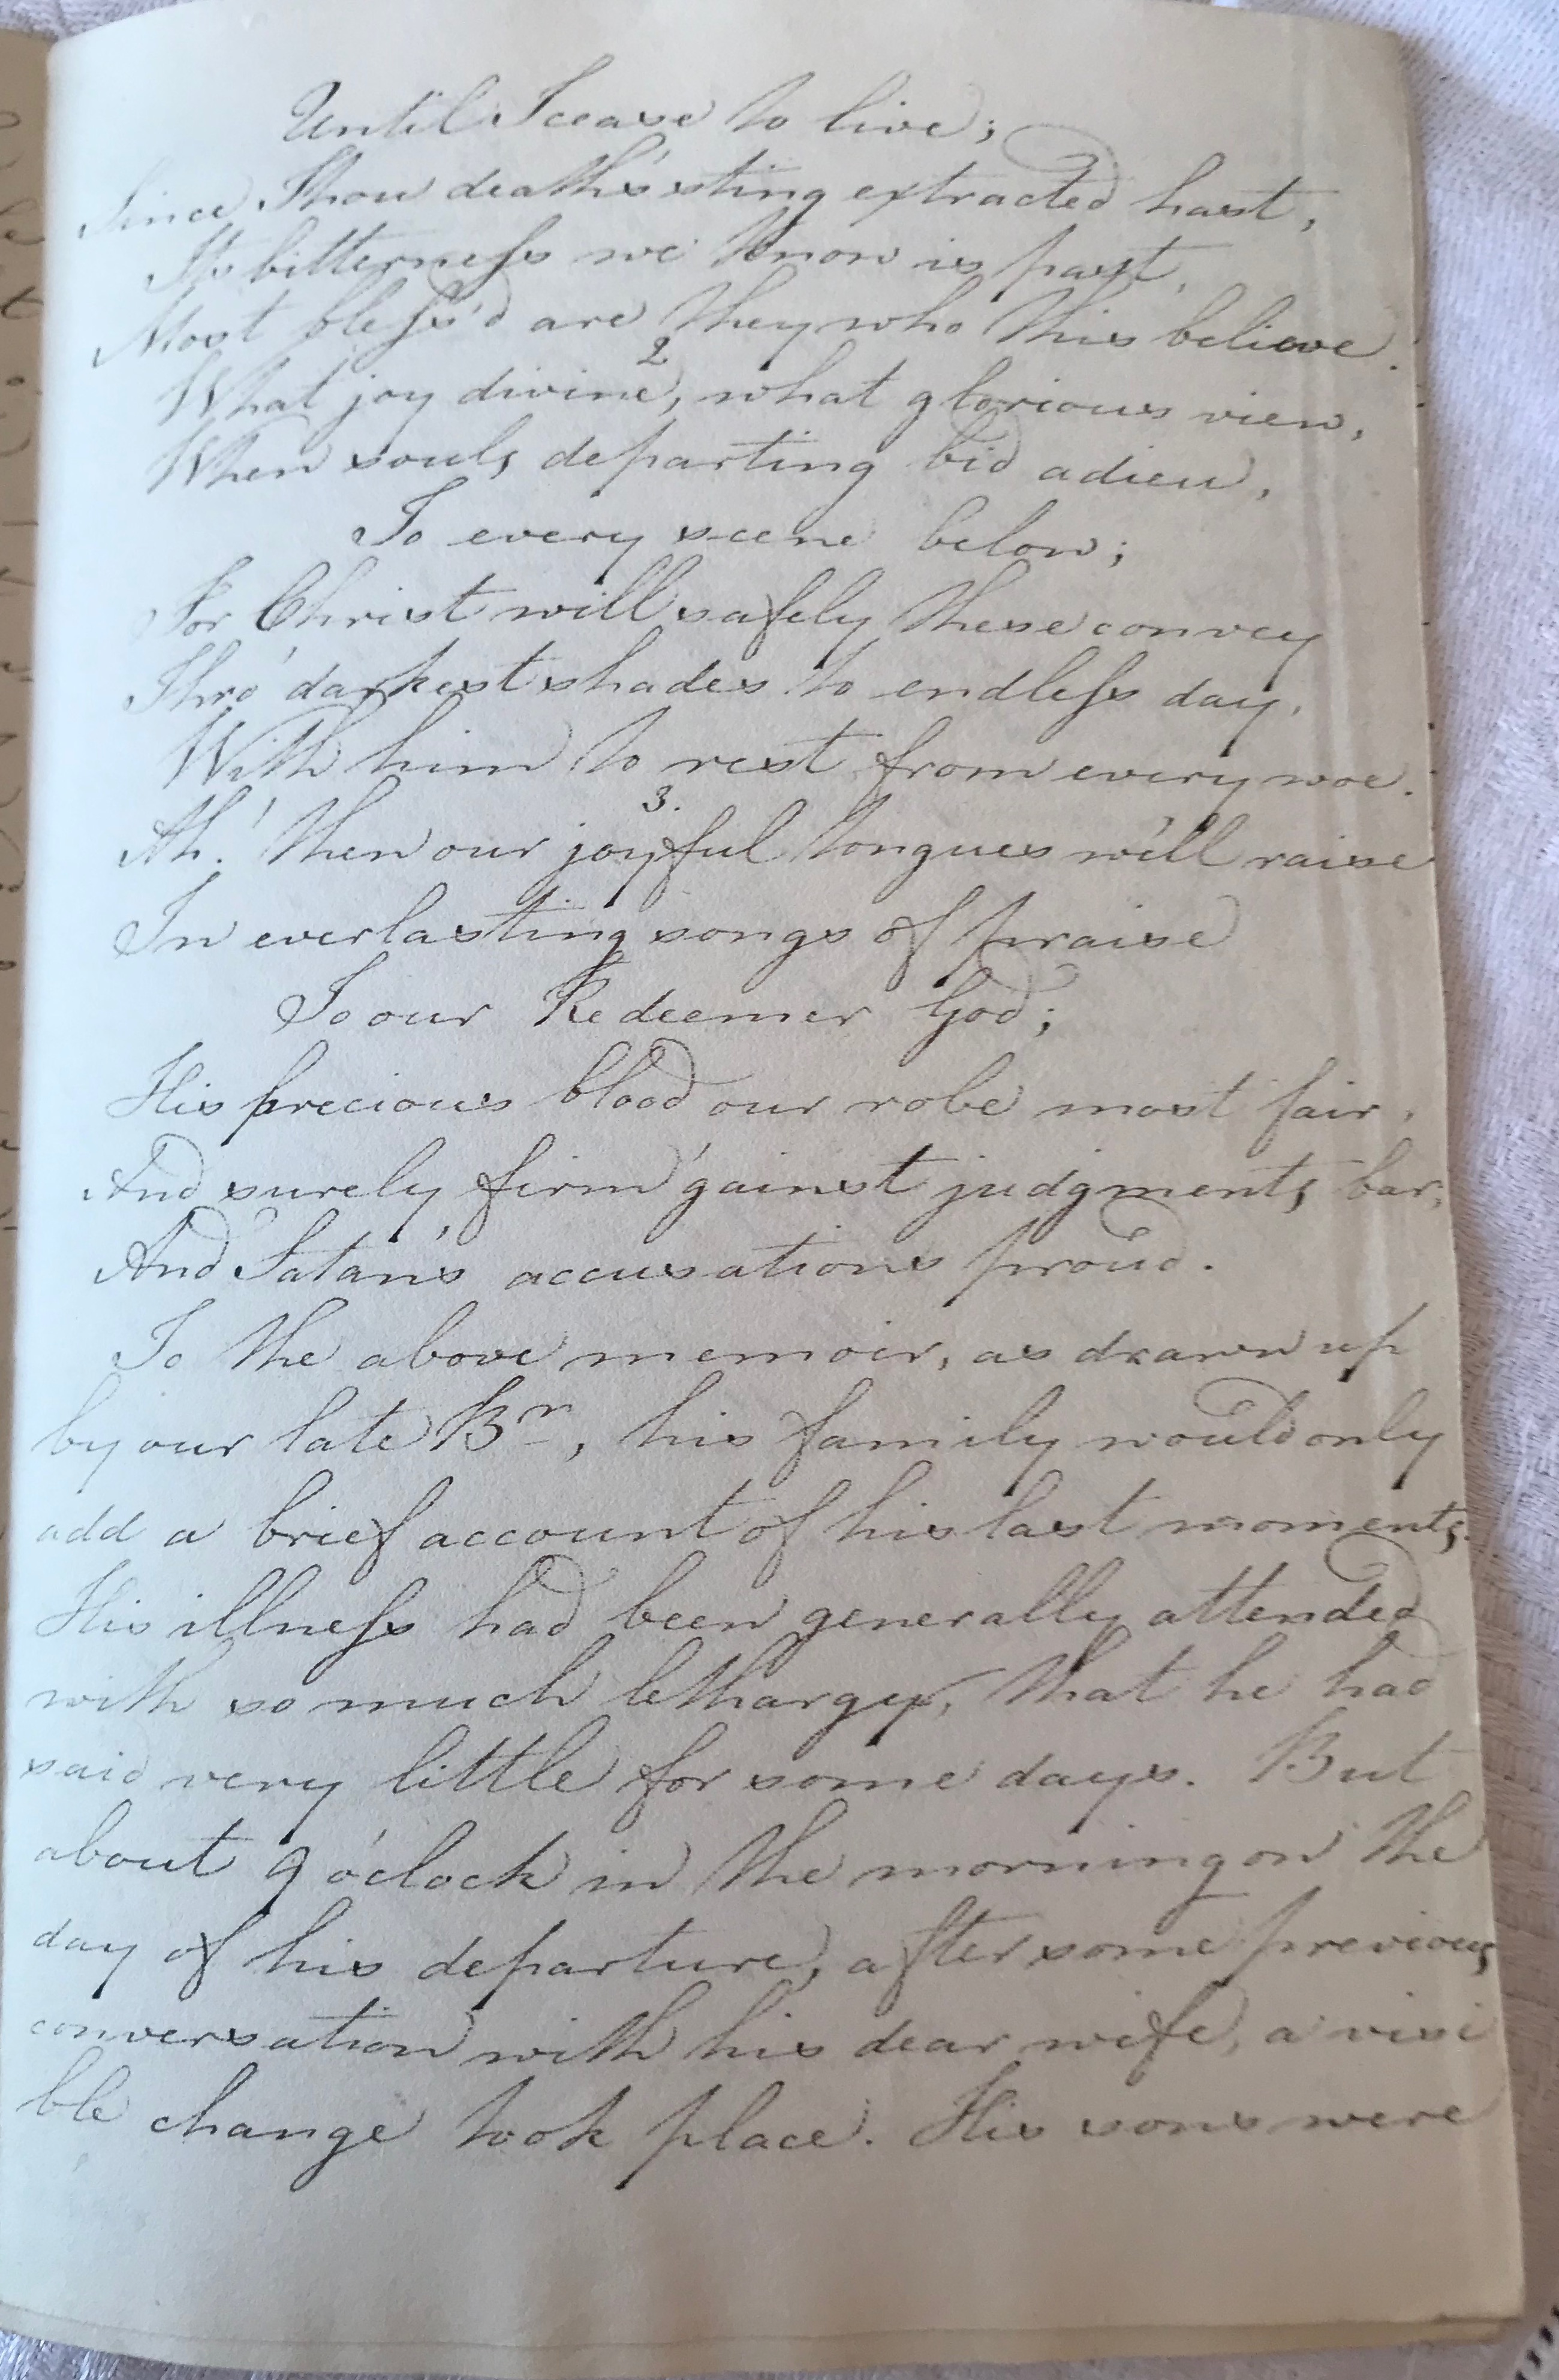 Until I cease to live;
Since Thou death's sting extracted hast,
Its bitterness we know is past,
Most bless'd are they who this believe.
2
What joy divine, what glorious view,
When souls departing bid adieu,
To every scene below;
For Christ will safely these convey
Thro' darkest shades to endless day,
With him to rest from every woe.
3.
Ah! then our joyful tongues we'll raise
In everlasting songs of praise
To our Redeemer God;
His precious blood our robe most fair,
And surely firm 'gainst judgments bar,
And Satan's accusations proud.
To the above memoir, as drawn up
by our late Br, his family would only
add a brief account of his last moments.
His illness had been generally attended
with so much lethargy, that he had
said very little for some days. But
about 9 o'clock in the morning on the
day of his departure, after some previous
conversation with his dear wife, a visi
ble change took place. His sons were